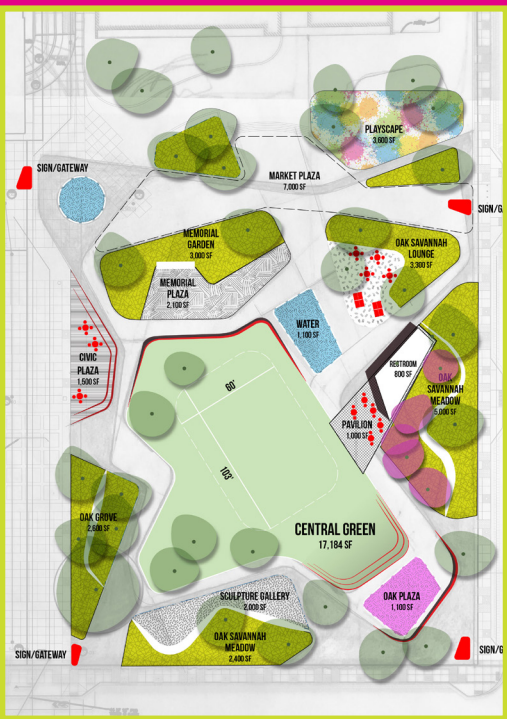 PLAYSCAPE
3,600 SF
SIGN/GATEWAY
MARKET PLAZA
7,000 SF
SIGN/G
MEMORIAL
GARDEN
3,000 SF
OAK SAVANNAH
LOUNGE
3,300 SF
MEMORIAL
PLAZA
2,100 SF
WATER
1,100 SF
CIVIC
PLAZA
1,500 SF
RESTROOM
800 SF
OAK
SAVANNAH
MEADOW
5,000 SF
60'
PAVILION
1,000 SF
103'
OAK GROVE
2,600 SF
CENTRAL GREEN
17,184 SF
SCULPTURE GALLERY
2,000 SF
OAK PLAZA
1,100 SF
OAK SAVANNAH
MEADOW
2,400 SF
SIGN/GATEWAY
SIGN/G